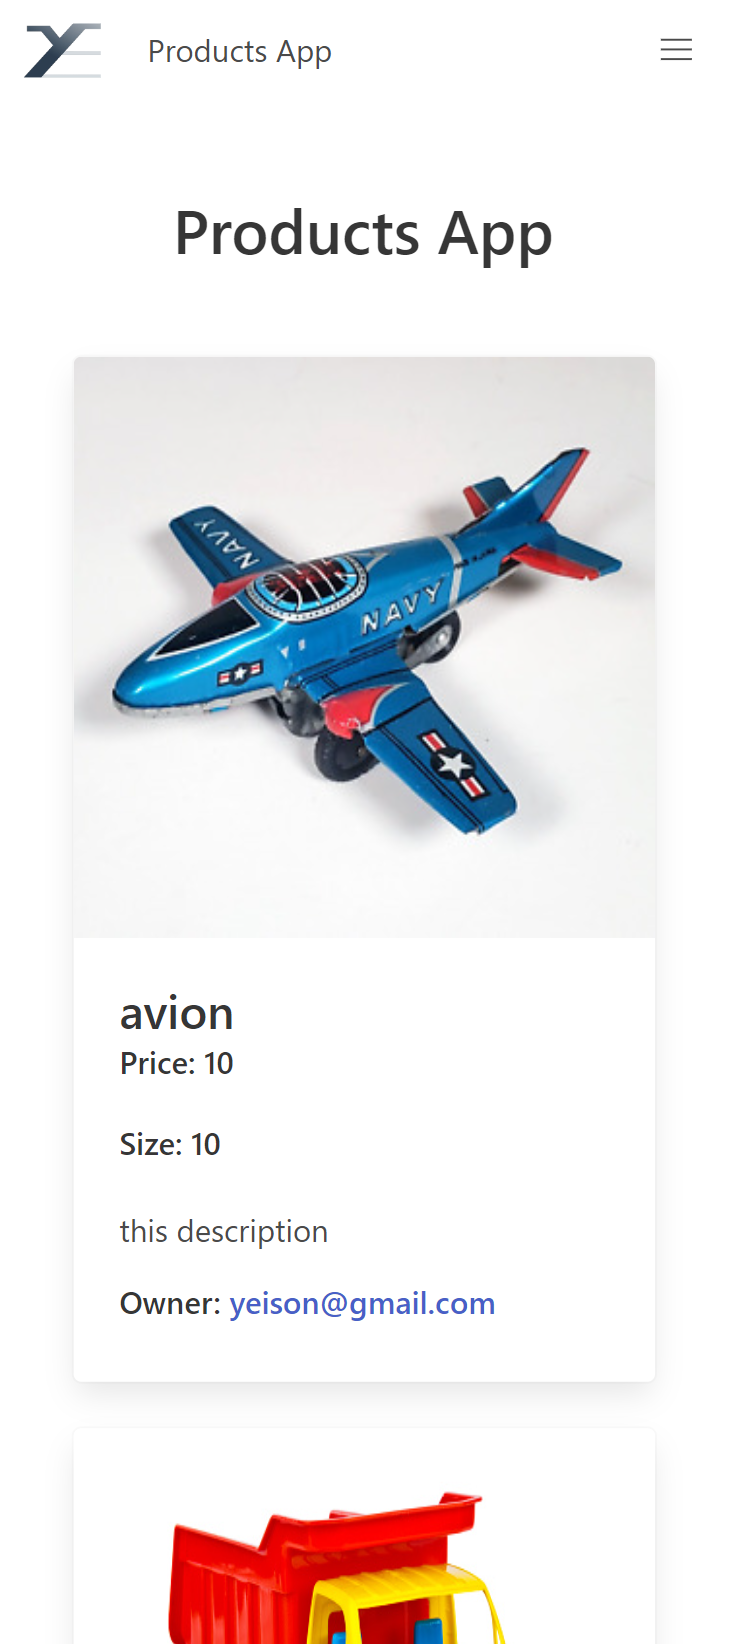 Products App
Products App
NAVY
NAVY
avion
Price: 10
Size: 10
this description
Owner: yeison@gmail.com